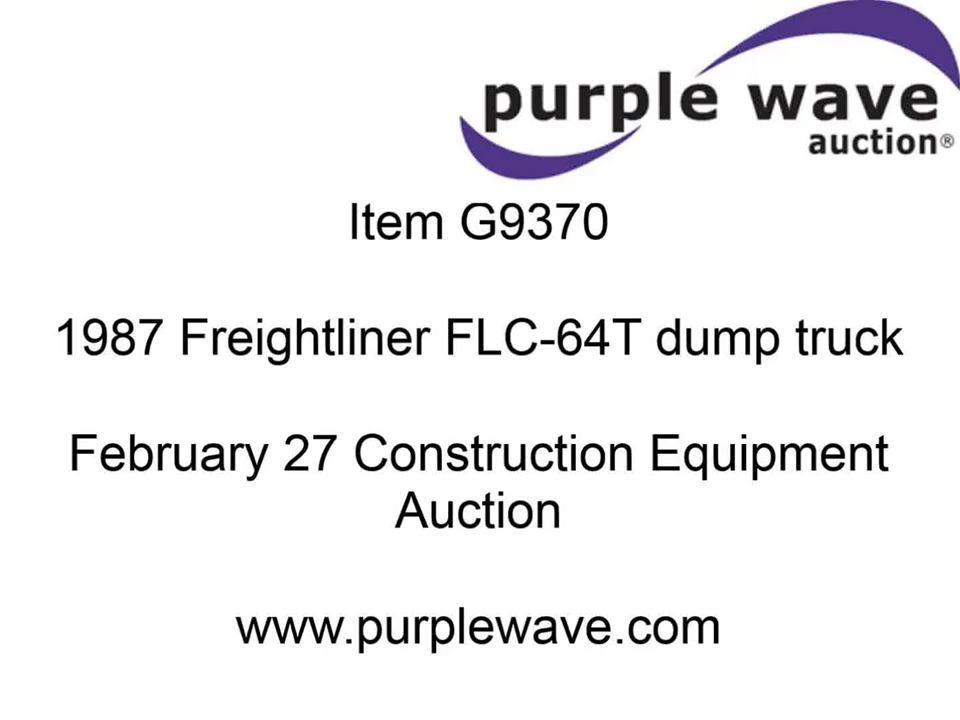 purple wave
auction®
Item G9370
1987 Freightliner FLC-64T dump truck
February 27 Construction Equipment
Auction
www.purplewave.com